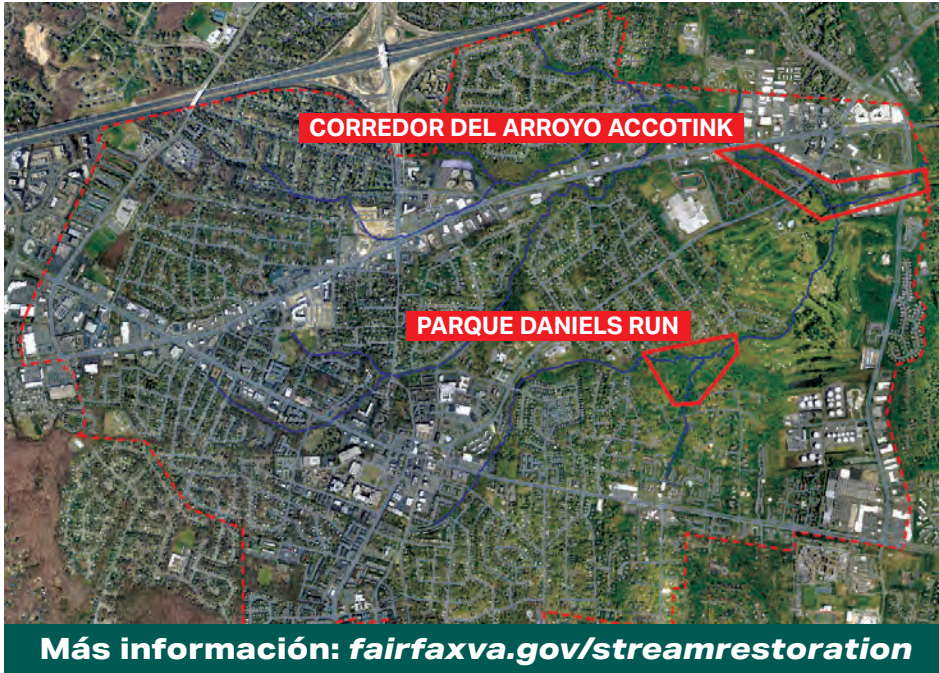 CORREDOR DEL ARROYO ACCOTINK
PARQUE DANIELS RUN
Más información: fairfaxva.gov/streamrestoration